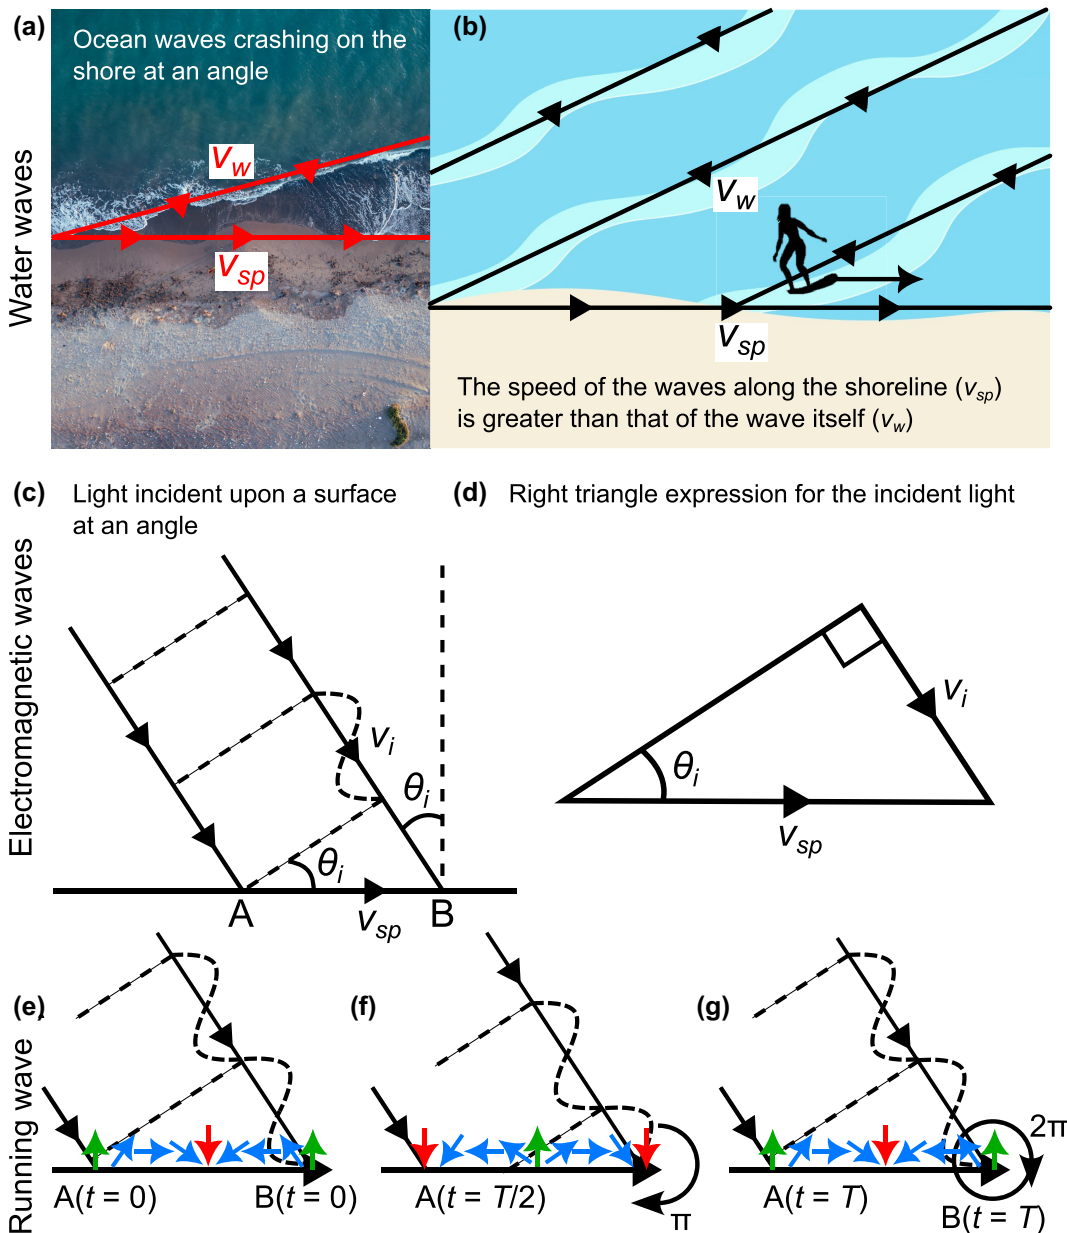 (a)
Ocean waves crashing on the
shore at an angle
v_w
v_sp
Water waves
(b)
v_w
v_sp
The speed of the waves along the shoreline (v_sp)
is greater than that of the wave itself (v_w)
(c)
Light incident upon a surface
at an angle
Electromagnetic waves
v_i
θ_i
θ_i
A
v_sp
B
(d)
Right triangle expression for the incident light
v_i
θ_i
v_sp
Running wave
(e)
A(t = 0)
B(t = 0)
(f)
A(t = T/2)
π
(g)
2π
A(t = T)
B(t = T)